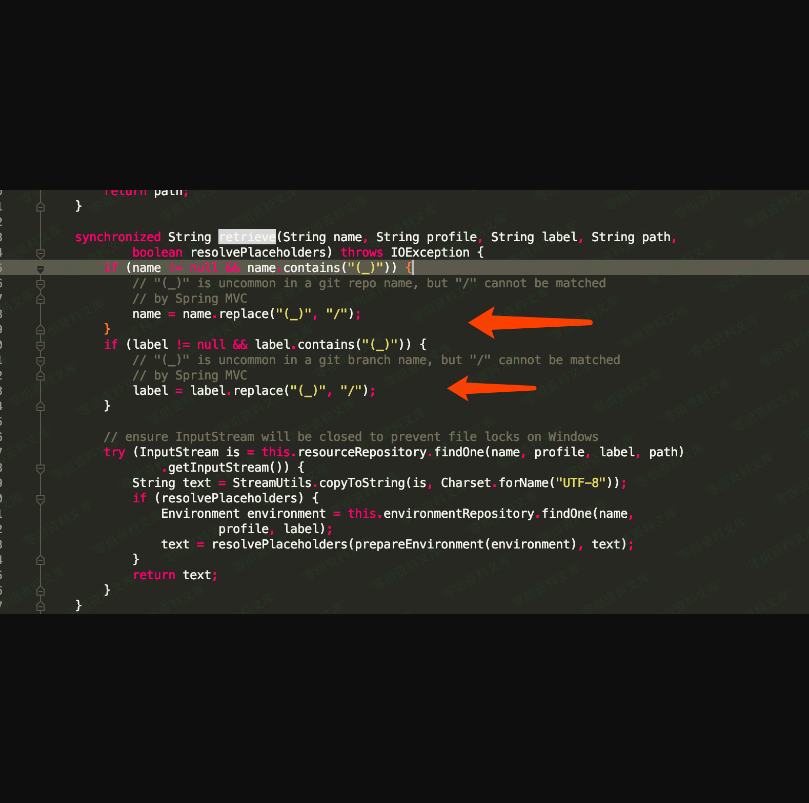 return path;
}
synchronized String retrieve(String name, String profile, String label, String path,
boolean resolvePlaceholders) throws IOException {
if (name != null && name.contains("(_)")) {
// "(_)" is uncommon in a git repo name, but "/" cannot be matched
// by Spring MVC
name = name.replace("(_)", "/");
}
if (label != null && label.contains("(_)")) {
// "(_)" is uncommon in a git branch name, but "/" cannot be matched
// by Spring MVC
label = label.replace("(_)", "/");
}
// ensure InputStream will be closed to prevent file locks on Windows
try (InputStream is = this.resourceRepository.findOne(name, profile, label, path)
.getInputStream()) {
String text = StreamUtils.copyToString(is, Charset.forName("UTF-8"));
if (resolvePlaceholders) {
Environment environment = this.environmentRepository.findOne(name,
profile, label);
text = resolvePlaceholders(prepareEnvironment(environment), text);
}
return text;
}
}